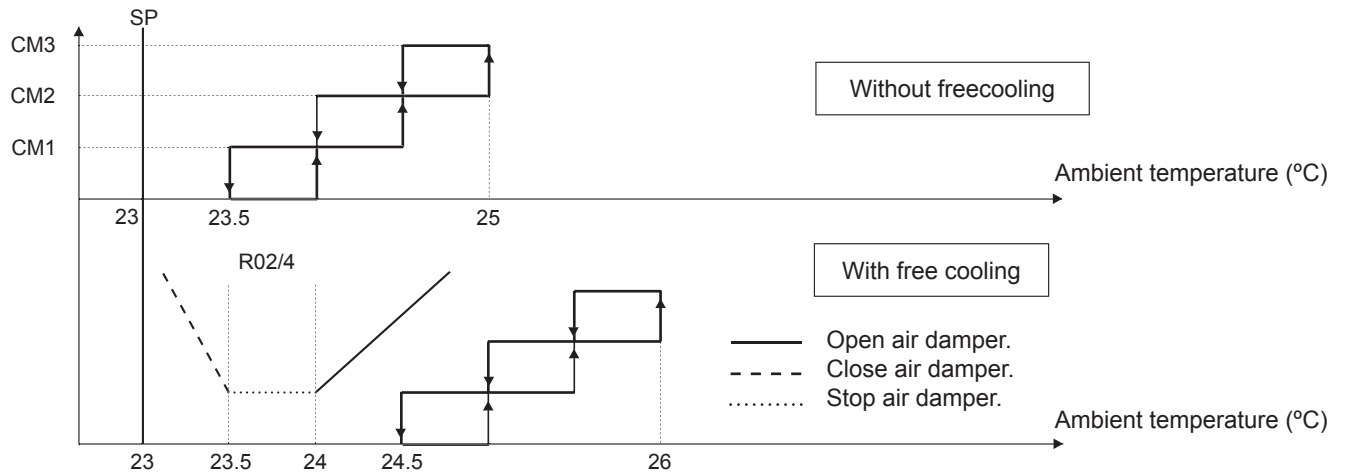 SP
CM3
CM2
CM1
Without freecooling
Ambient temperature (ºC)
23
23.5
25
R02/4
With free cooling
Open air damper.
Close air damper.
Stop air damper.
Ambient temperature (ºC)
23
23.5
24
24.5
26